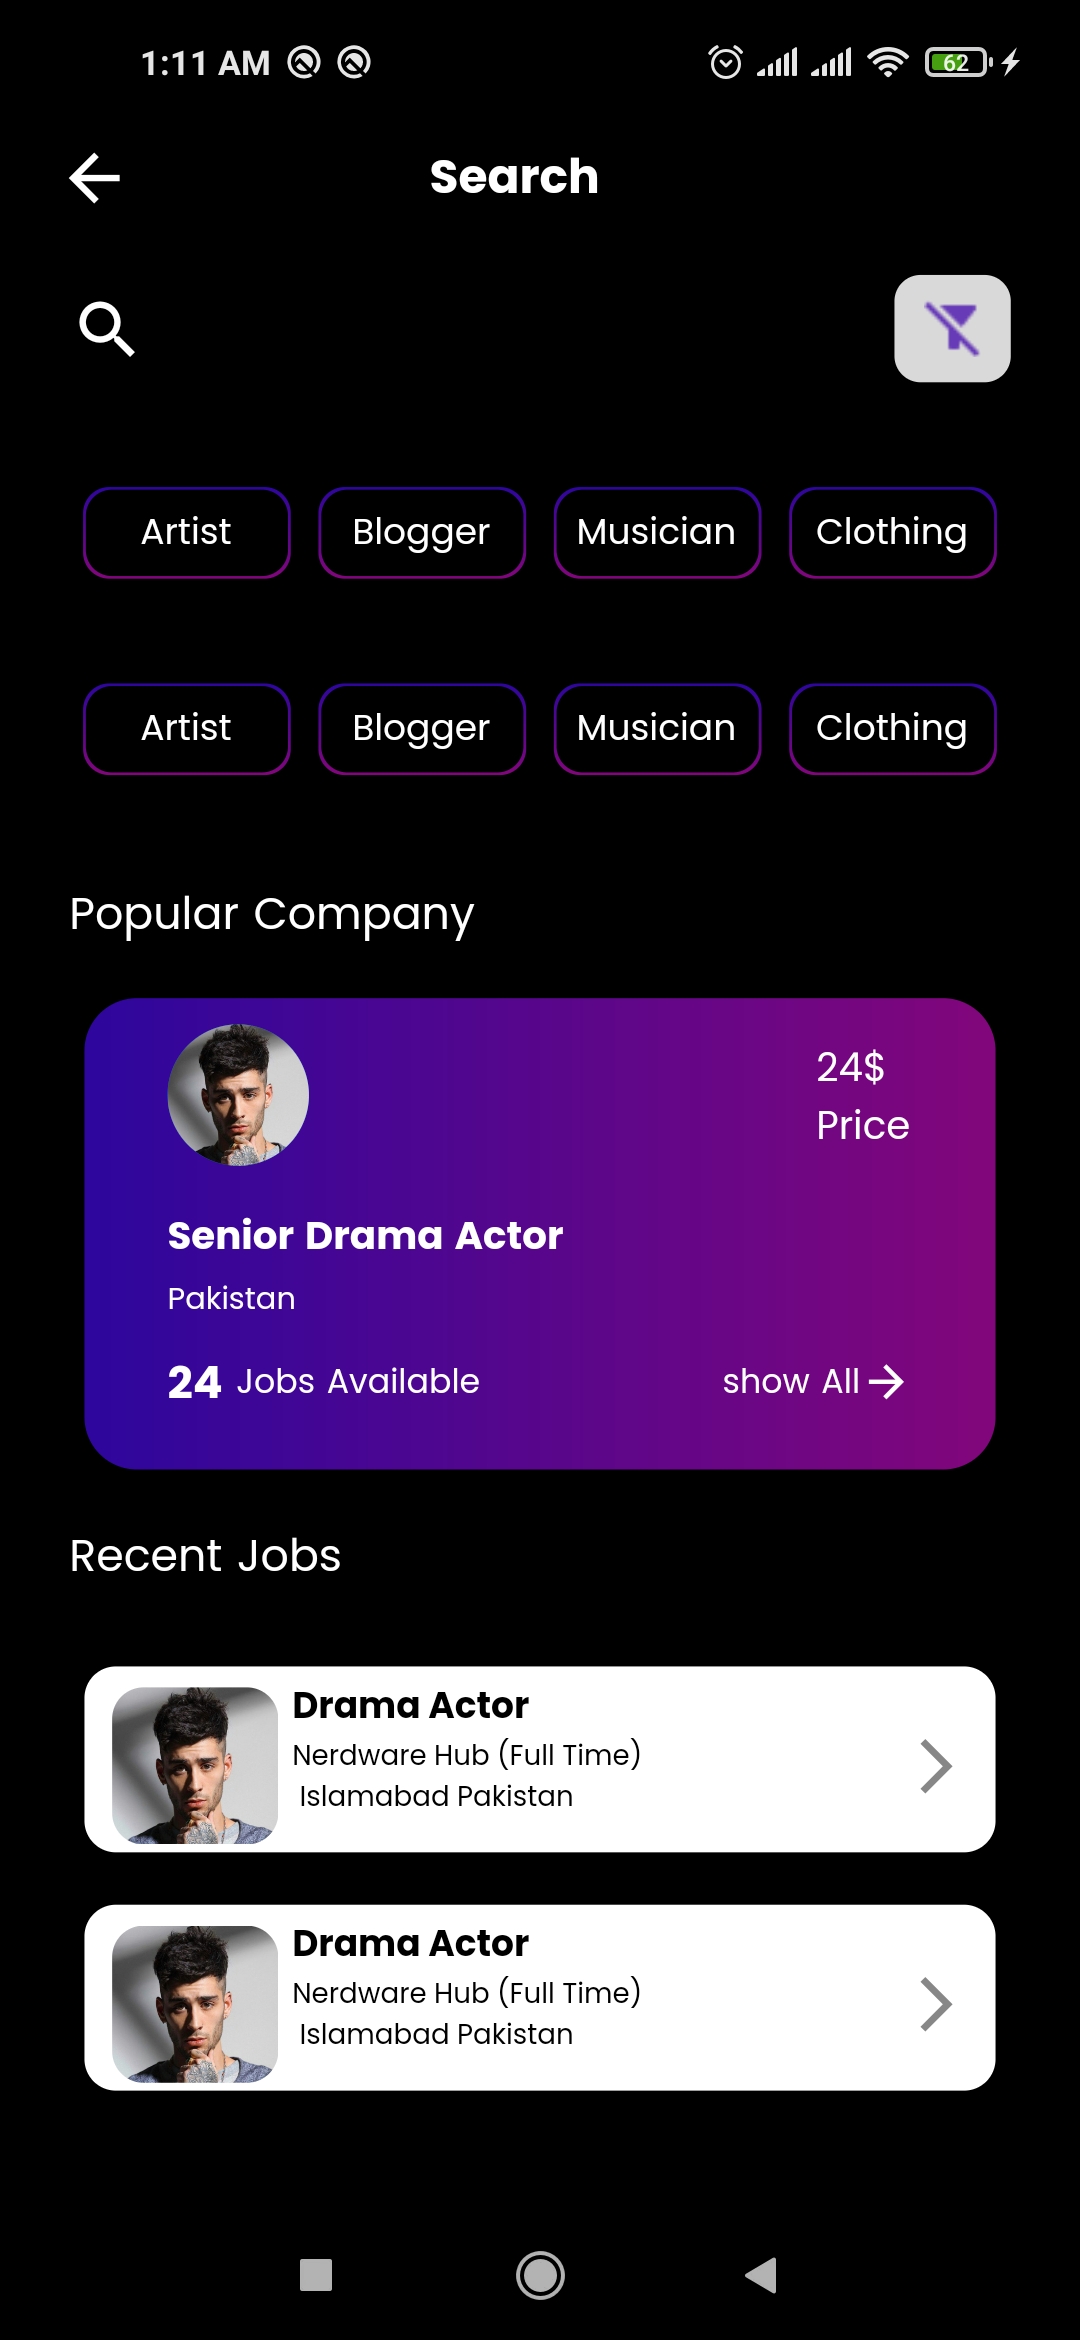 1:11 AM 62
Search
Artist Blogger Musician Clothing
Artist Blogger Musician Clothing
Popular Company
24$
Price
Senior Drama Actor
Pakistan
24 Jobs Available show All
Recent Jobs
Drama Actor
Nerdware Hub (Full Time)
Islamabad Pakistan
Drama Actor
Nerdware Hub (Full Time)
Islamabad Pakistan